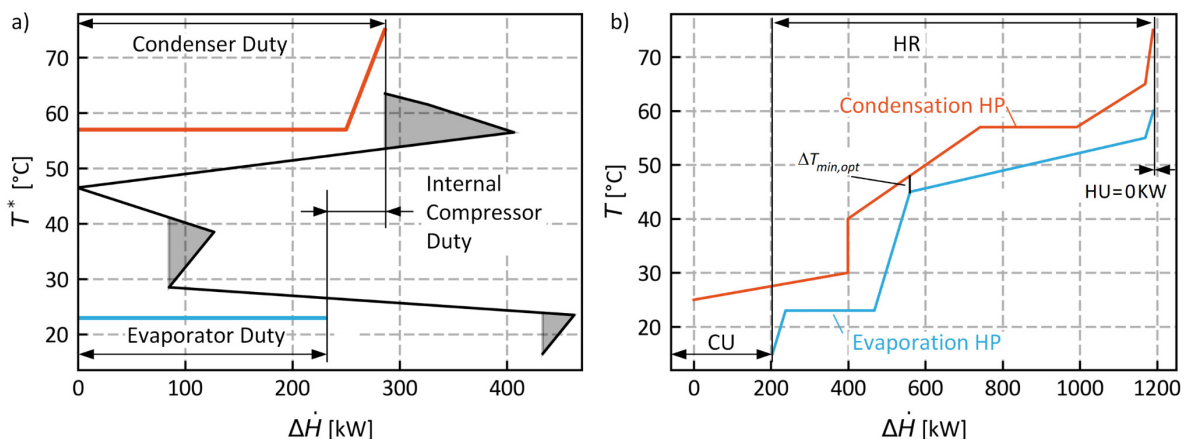 a)
Condenser Duty
70
60
50
40
30
20
T* [°C]
Internal
Compressor
Duty
Evaporator Duty
0
100
200
300
400
ΔḢ [kW]
b)
HR
70
60
50
40
30
20
T [°C]
Condensation HP
ΔTmin,opt
HU=0KW
CU
Evaporation HP
0
200
400
600
800
1000
1200
ΔḢ [kW]